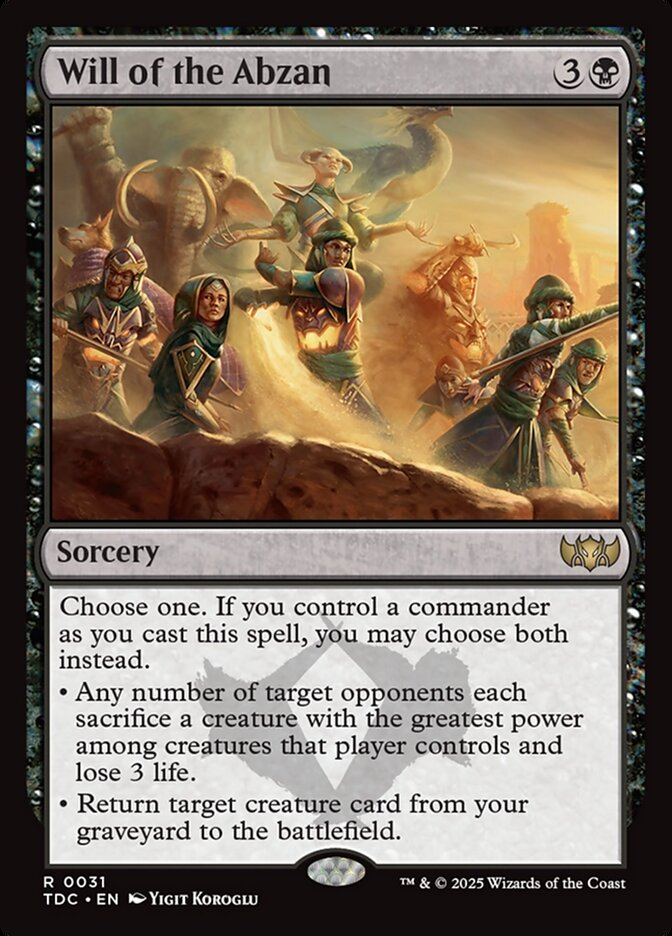 Will of the Abzan 3
Sorcery
Choose one. If you control a commander
as you cast this spell, you may choose both
instead.
• Any number of target opponents each
sacrifice a creature with the greatest power
among creatures that player controls and
lose 3 life.
• Return target creature card from your
graveyard to the battlefield.
R 0031
TDC • EN Yigit Koroglu
™ & © 2025 Wizards of the Coast